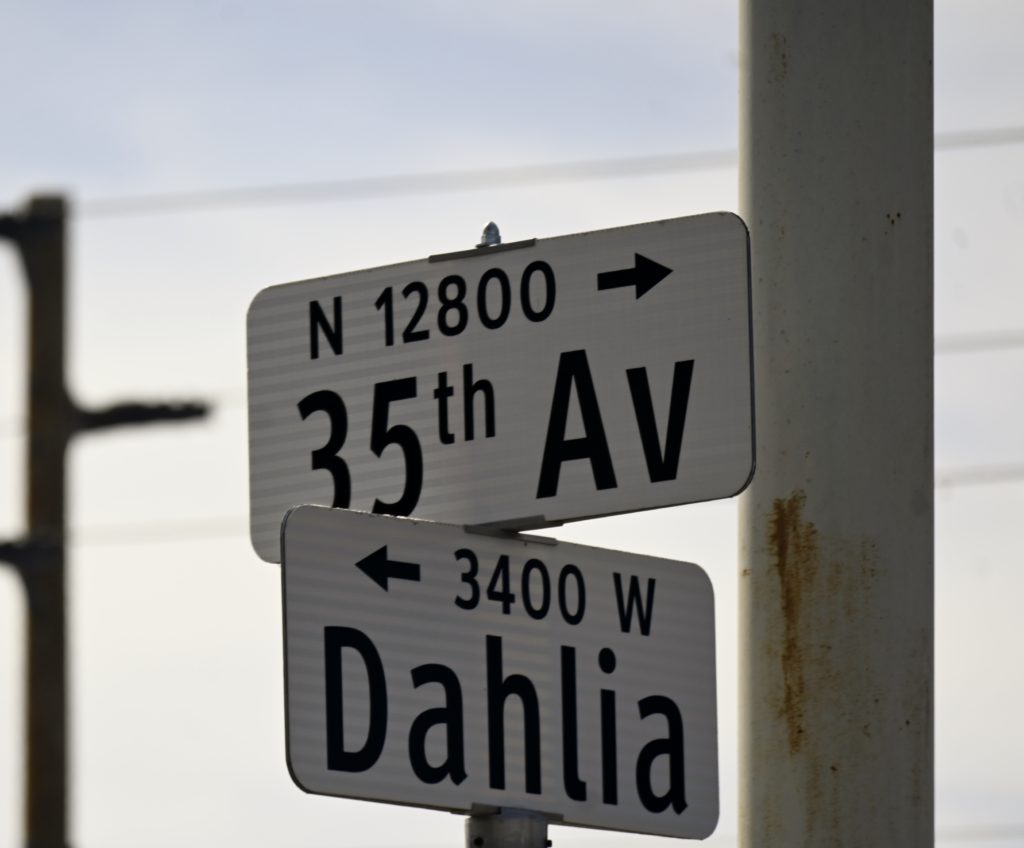 N 12800 →
35th Av
← 3400 W
Dahlia